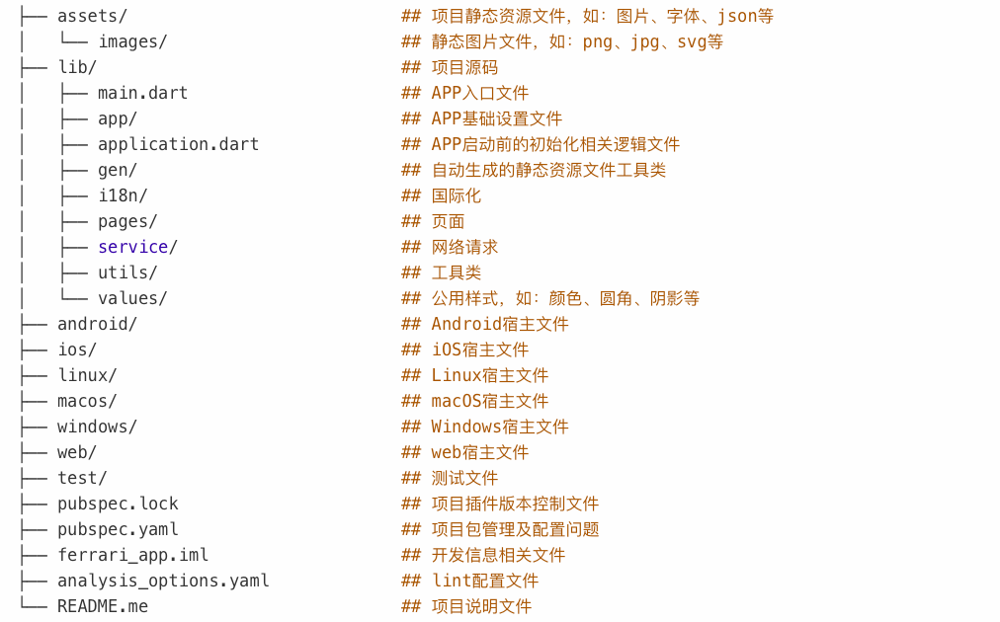 ├── assets/ ## 项目静态资源文件，如：图片、字体、json等
│   └── images/ ## 静态图片文件，如：png、jpg、svg等
├── lib/ ## 项目源码
│   ├── main.dart ## APP入口文件
│   ├── app/ ## APP基础设置文件
│   ├── application.dart ## APP启动前的初始化相关逻辑文件
│   ├── gen/ ## 自动生成的静态资源文件工具类
│   ├── i18n/ ## 国际化
│   ├── pages/ ## 页面
│   ├── service/ ## 网络请求
│   ├── utils/ ## 工具类
│   └── values/ ## 公用样式，如：颜色、圆角、阴影等
├── android/ ## Android宿主文件
├── ios/ ## iOS宿主文件
├── linux/ ## Linux宿主文件
├── macos/ ## macOS宿主文件
├── windows/ ## Windows宿主文件
├── web/ ## web宿主文件
├── test/ ## 测试文件
├── pubspec.lock ## 项目插件版本控制文件
├── pubspec.yaml ## 项目包管理及配置问题
├── ferrari_app.iml ## 开发信息相关文件
├── analysis_options.yaml ## lint配置文件
└── README.me ## 项目说明文件